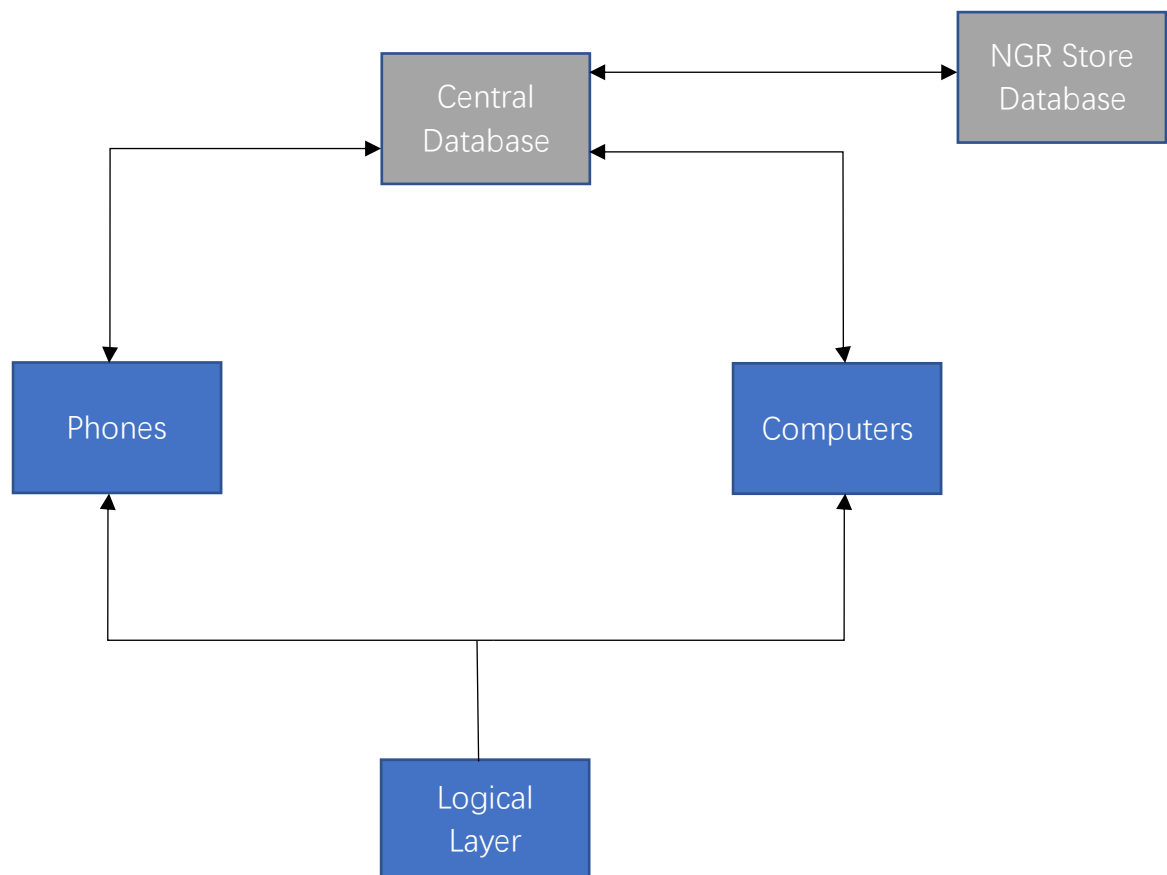 NGR Store
Database
Central
Database
Phones
Computers
Logical
Layer